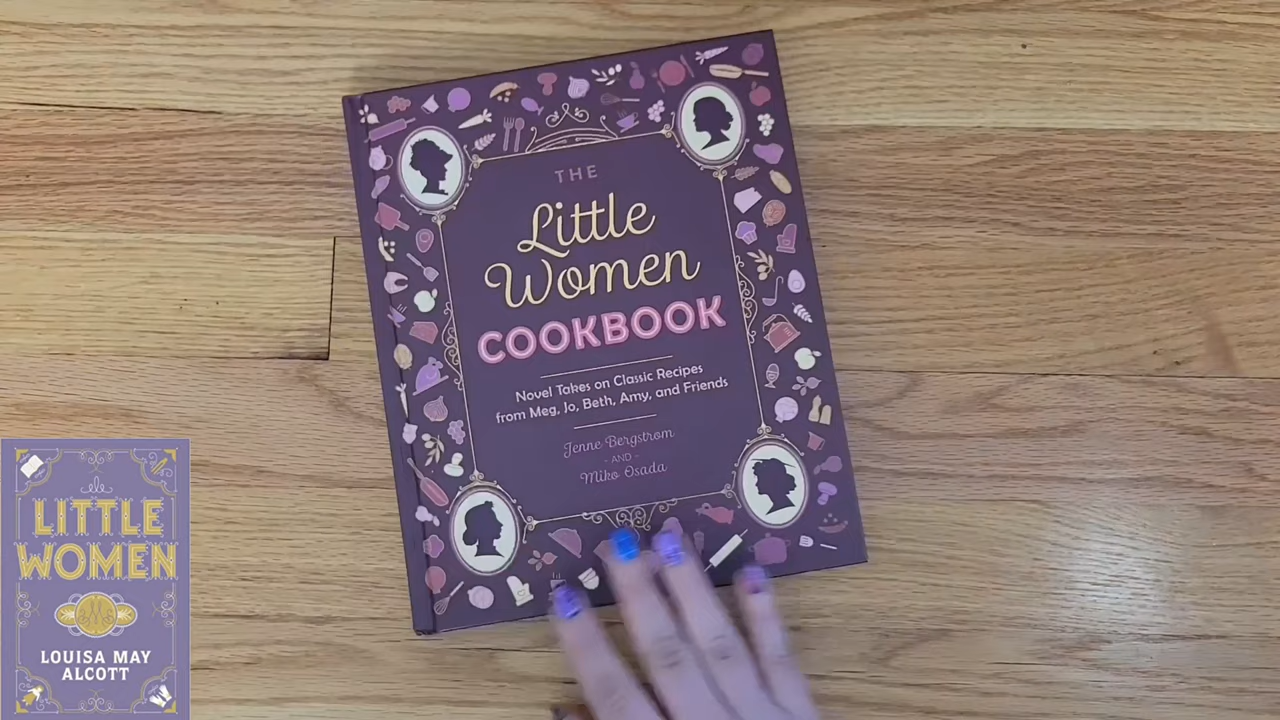 THE
Little
Women
COOKBOOK
Novel Takes on Classic Recipes
from Meg, Jo, Beth, Amy, and Friends
Jenne Bergstrom
- AND -
Miko Osada
LITTLE
WOMEN
LOUISA MAY
ALCOTT